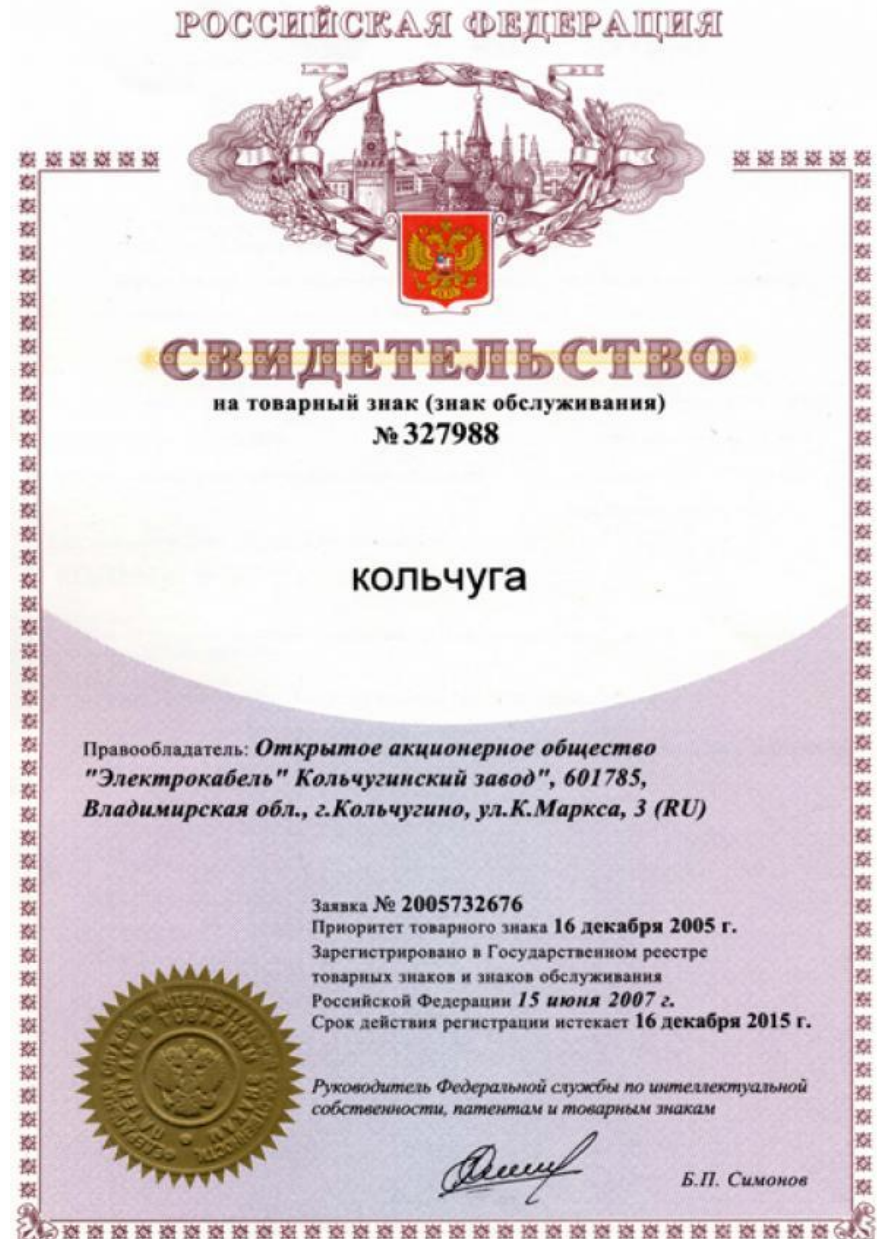 РОССИЙСКАЯ ФЕДЕРАЦИЯ
СВИДЕТЕЛЬСТВО
на товарный знак (знак обслуживания)
№ 327988
кольчуга
Правообладатель: Открытое акционерное общество
"Электрокабель" Кольчугинский завод", 601785,
Владимирская обл., г.Кольчугино, ул.К.Маркса, 3 (RU)
Заявка № 2005732676
Приоритет товарного знака 16 декабря 2005 г.
Зарегистрировано в Государственном реестре
товарных знаков и знаков обслуживания
Российской Федерации 15 июня 2007 г.
Срок действия регистрации истекает 16 декабря 2015 г.
Руководитель Федеральной службы по интеллектуальной
собственности, патентам и товарным знакам
Б.П. Симонов